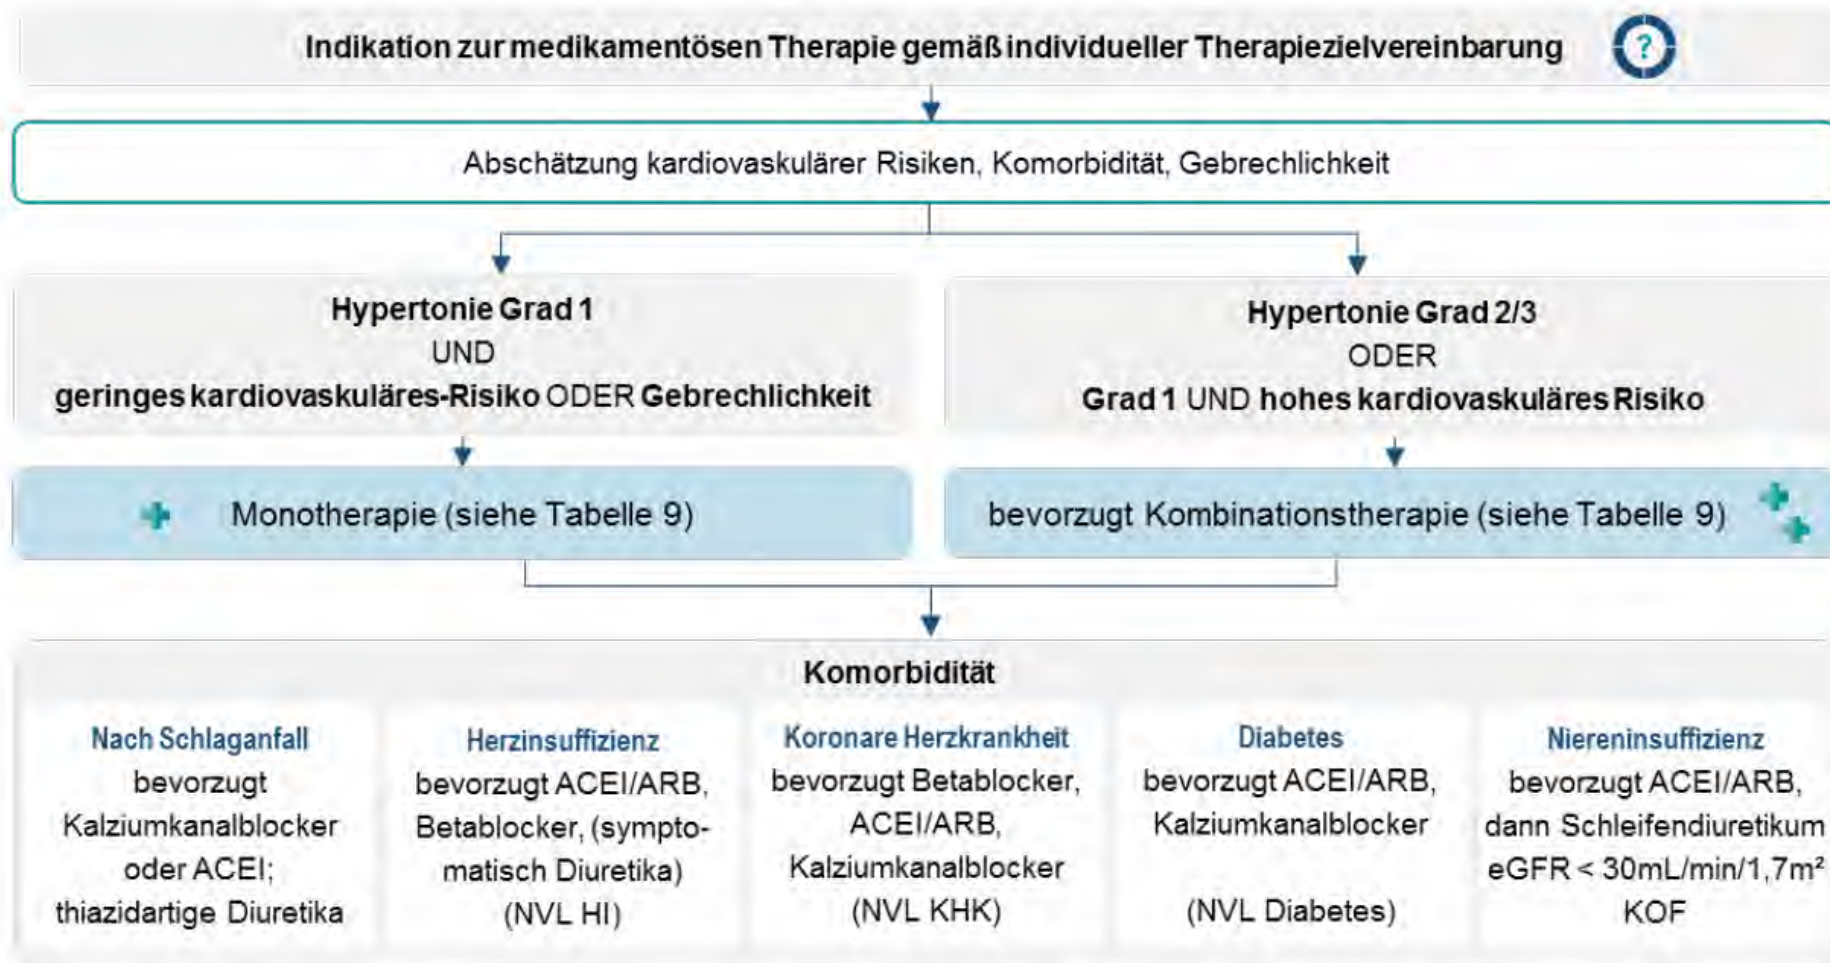 Indikation zur medikamentösen Therapie gemäß individueller Therapiezielvereinbarung
?
Abschätzung kardiovaskulärer Risiken, Komorbidität, Gebrechlichkeit
Hypertonie Grad 1
UND
geringes kardiovaskuläres-Risiko ODER Gebrechlichkeit
Hypertonie Grad 2/3
ODER
Grad 1 UND hohes kardiovaskuläres Risiko
Monotherapie (siehe Tabelle 9)
bevorzugt Kombinationstherapie (siehe Tabelle 9)
Komorbidität
Nach Schlaganfall
bevorzugt
Kalziumkanalblocker
oder ACEI;
thiazidartige Diuretika
Herzinsuffizienz
bevorzugt ACEI/ARB,
Betablocker, (sympto-
matisch Diuretika)
(NVL HI)
Koronare Herzkrankheit
bevorzugt Betablocker,
ACEI/ARB,
Kalziumkanalblocker
(NVL KHK)
Diabetes
bevorzugt ACEI/ARB,
Kalziumkanalblocker
(NVL Diabetes)
Niereninsuffizienz
bevorzugt ACEI/ARB,
dann Schleifendiuretikum
eGFR < 30mL/min/1,7m²
KOF